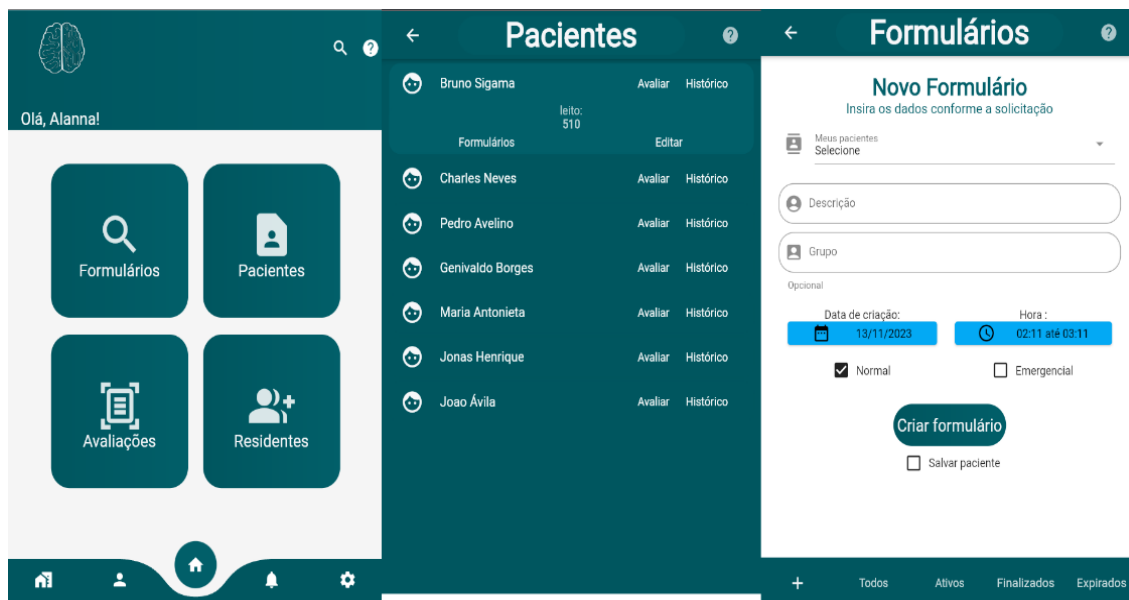 Olá, Alanna!
Formulários
Pacientes
Avaliações
Residentes
Pacientes
Bruno Sigama
Avaliar
Histórico
leito:
510
Formulários
Editar
Charles Neves
Avaliar
Histórico
Pedro Avelino
Avaliar
Histórico
Genivaldo Borges
Avaliar
Histórico
Maria Antonieta
Avaliar
Histórico
Jonas Henrique
Avaliar
Histórico
Joao Ávila
Avaliar
Histórico
Formulários
Novo Formulário
Insira os dados conforme a solicitação
Meus pacientes
Selecione
Descrição
Grupo
Opcional
Data de criação:
Hora :
13/11/2023
02:11 até 03:11
Normal
Emergencial
Criar formulário
Salvar paciente
Todos
Ativos
Finalizados
Expirados